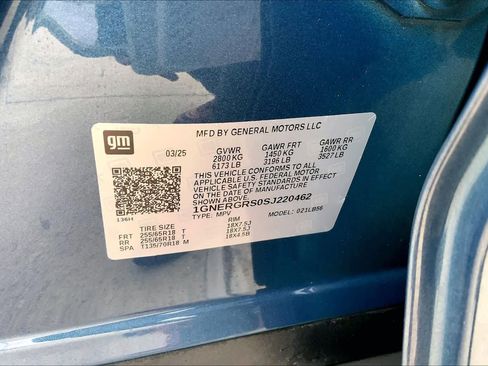 gm
MFD BY GENERAL MOTORS LLC
03/25 GVWR GAWR FRT GAWR RR
2800 KG 1450 KG 1600 KG
6173 LB 3196 LB 3527 LB
THIS VEHICLE CONFORMS TO ALL
APPLICABLE U.S. FEDERAL MOTOR
VEHICLE SAFETY STANDARDS IN EFFECT
ON THE DATE OF MANUFACTURE
SHOWN ABOVE.
1GNERGRS0SJ220462
136H TYPE: MPV MODEL: 021LB56
TIRE SIZE RIM
FRT 255/65R18 T 18X7.5J
RR 255/65R18 T 18X7.5J
SPA T135/70R18 M 18X4.5B